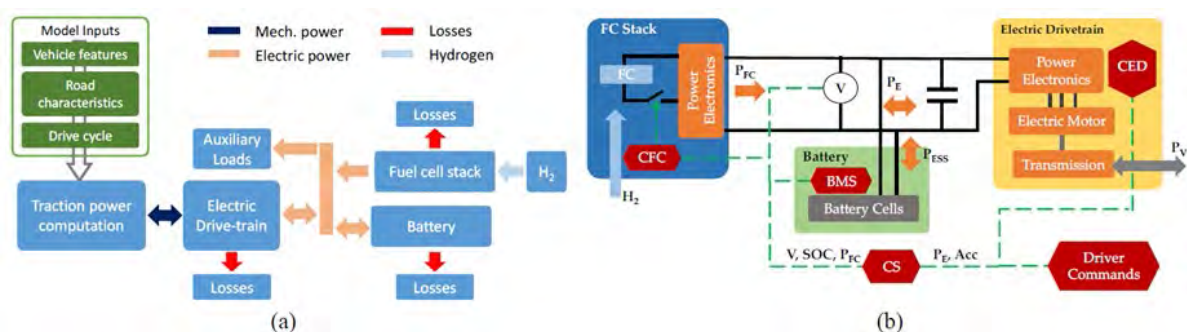 Model Inputs
Vehicle features
Road
characteristics
Drive cycle
Mech. power
Electric power
Losses
Hydrogen
Auxiliary
Loads
Losses
Fuel cell stack
H2
Traction power
computation
Electric
Drive-train
Battery
Losses
Losses
(a)
FC Stack
FC
Power
Electronics
CFC
H2
PFC
V
PE
PESS
Battery
BMS
Battery Cells
Electric Drivetrain
Power
Electronics
CED
Electric Motor
Transmission
PV
V, SOC, PFC
CS
PE, Acc
Driver
Commands
(b)